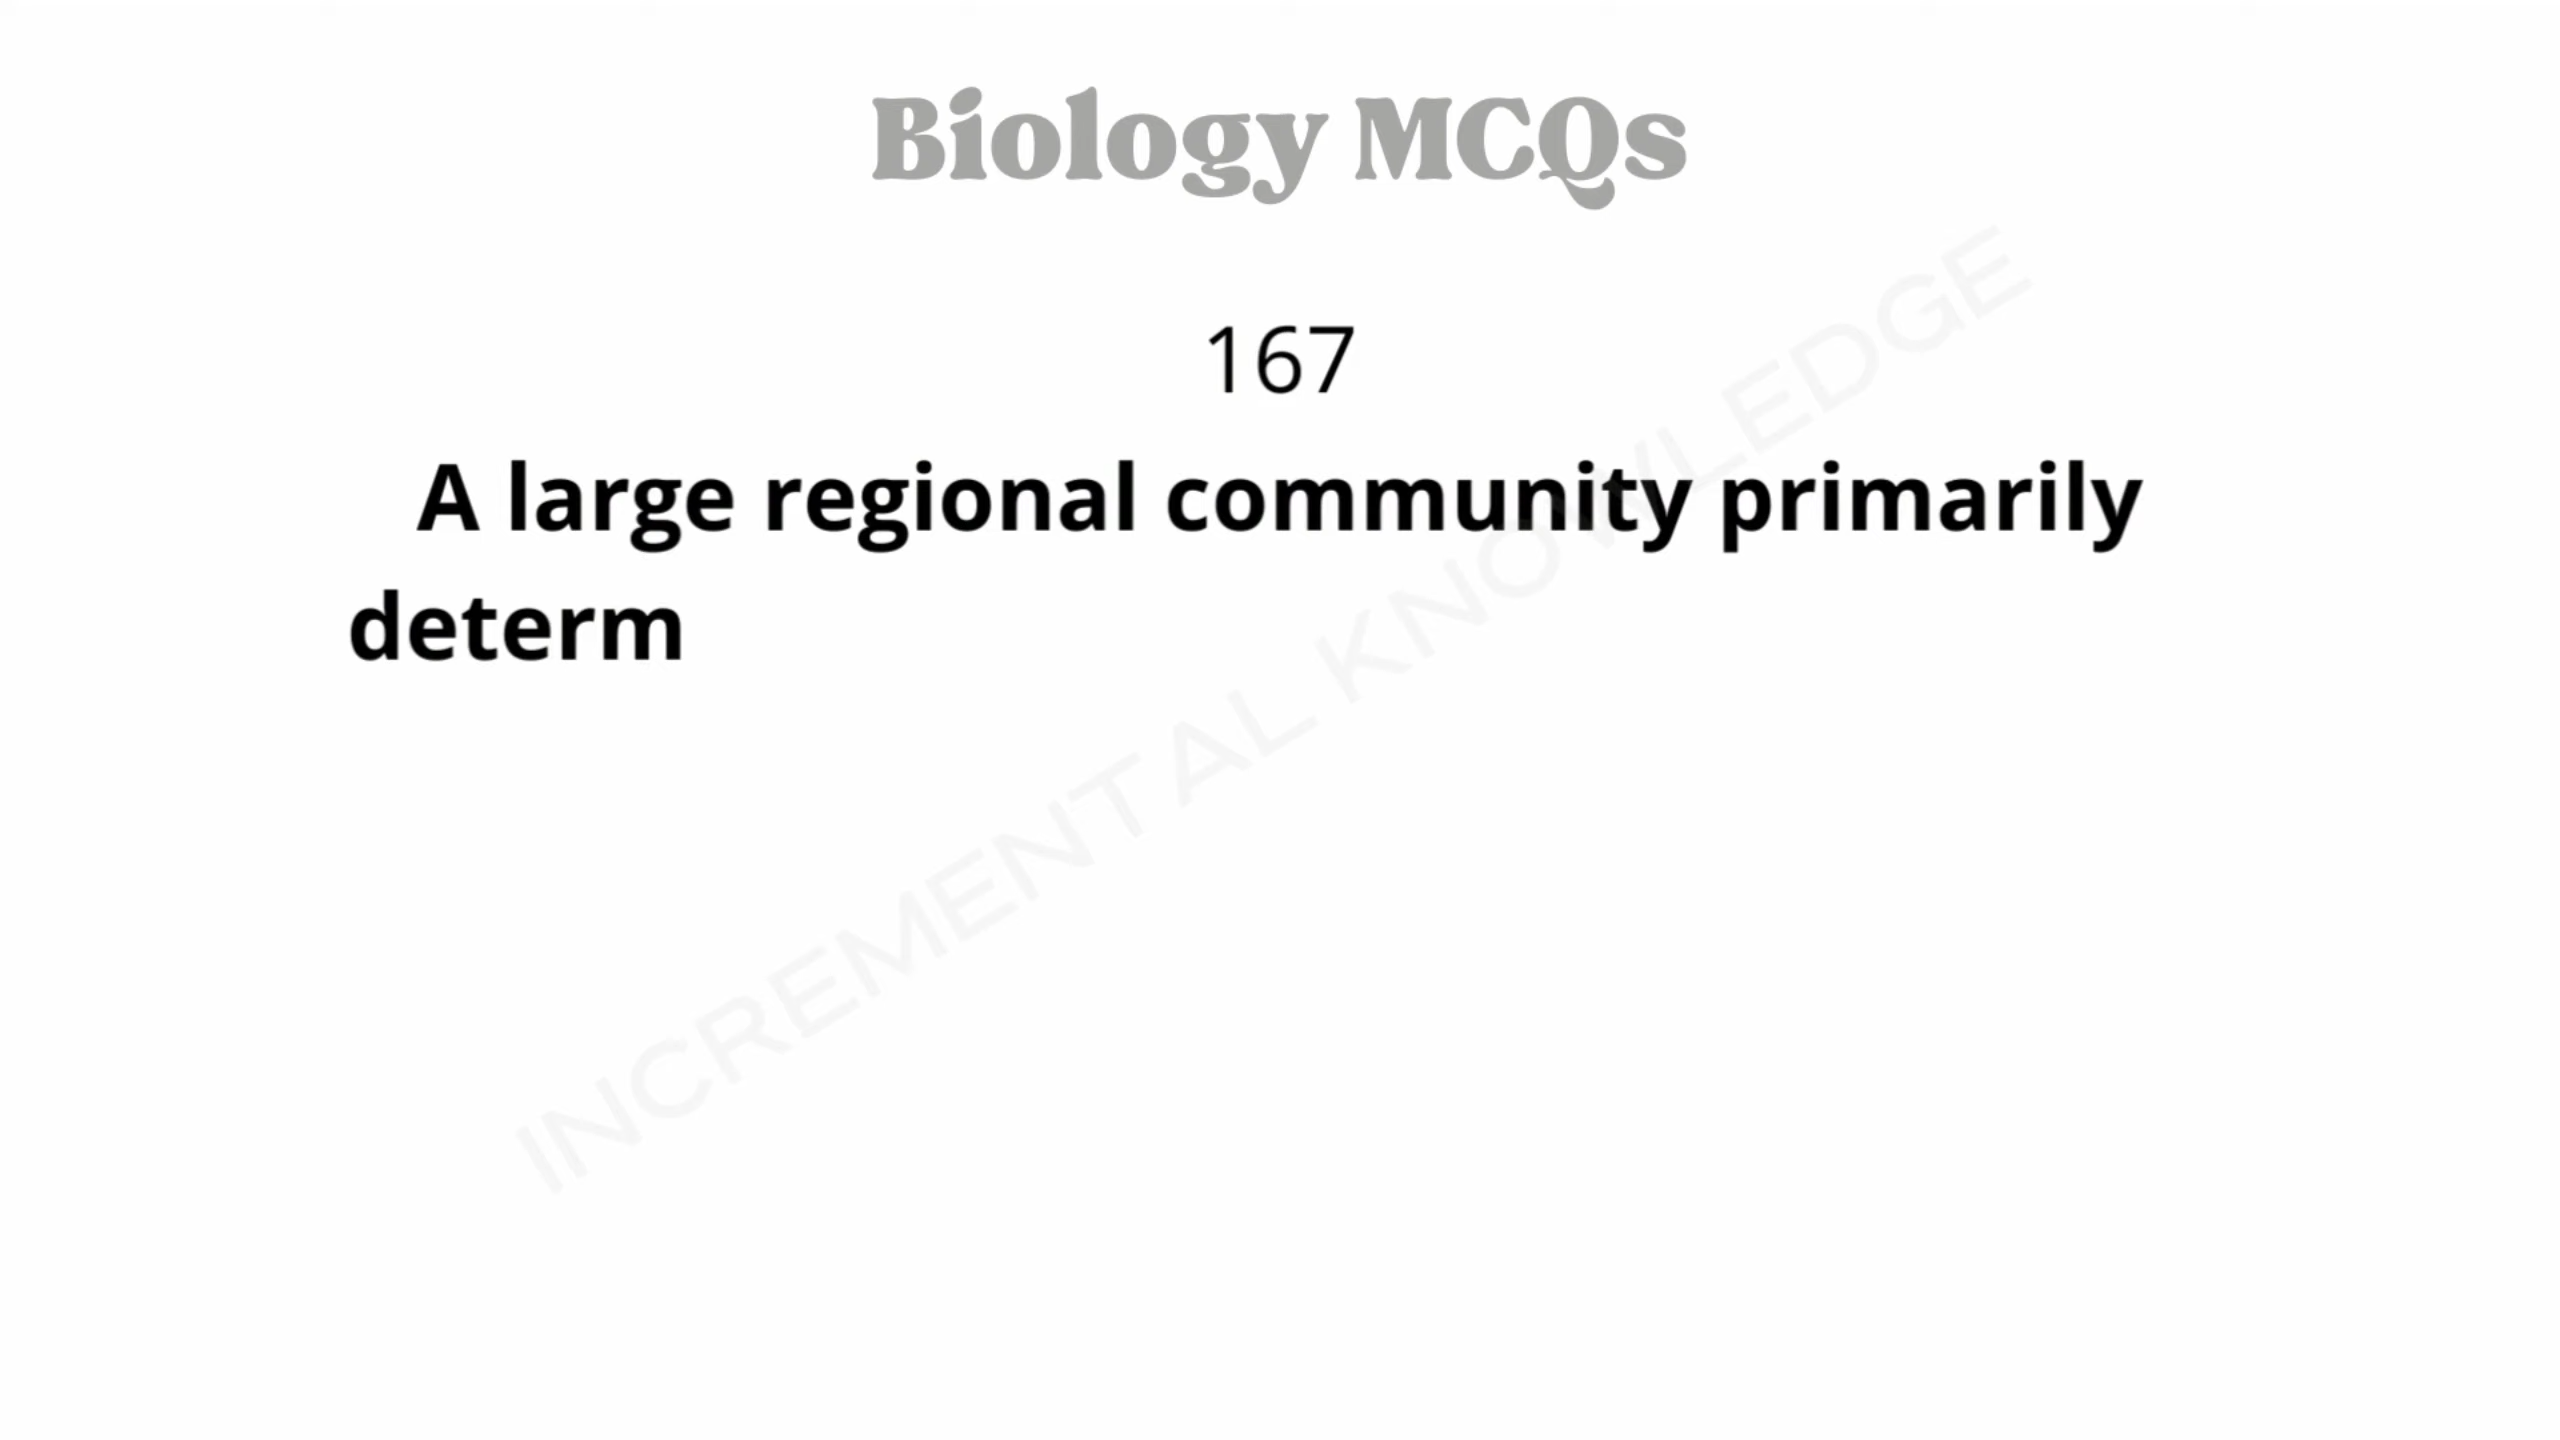 Biology MCQs
167
A large regional community primarily
determ
INCREMENTAL KNOWLEDGE